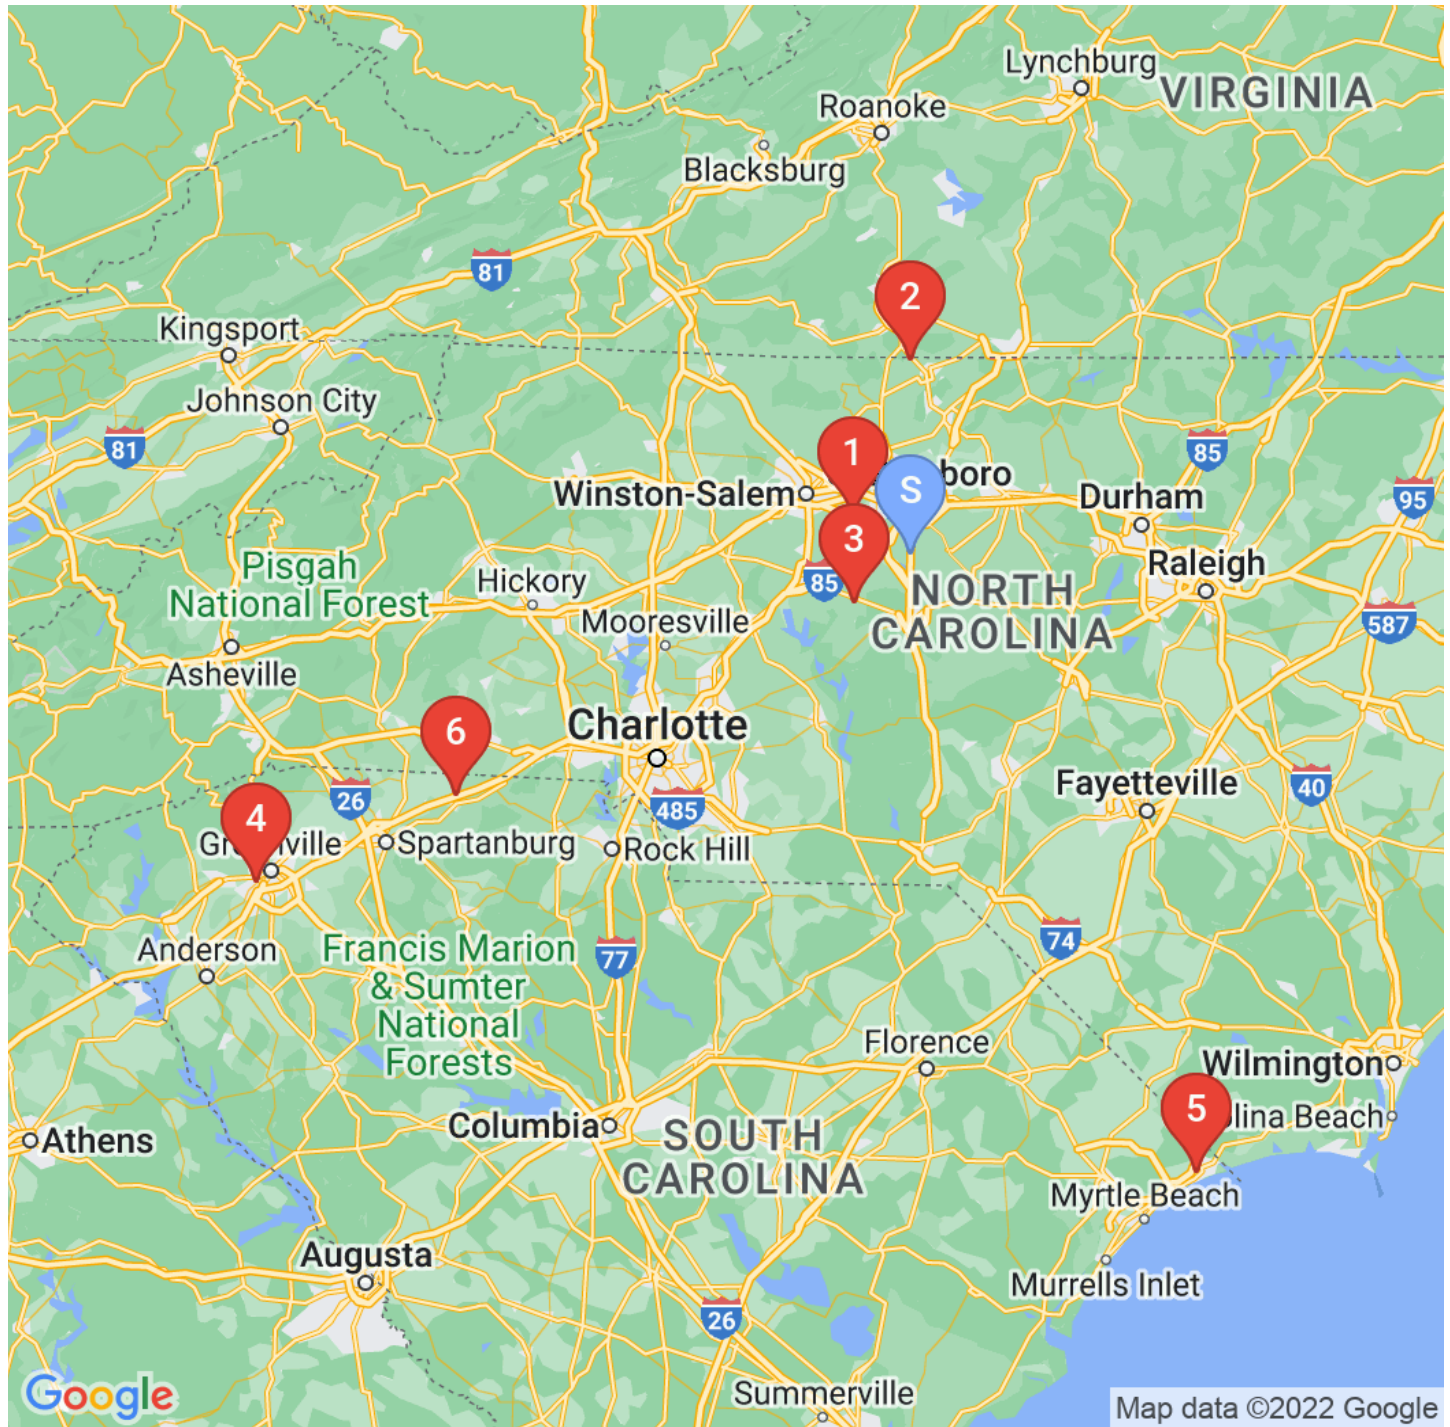 Lynchburg
VIRGINIA
Roanoke
Blacksburg
81
2
Kingsport
Johnson City
81
1
boro
85
S
Winston-Salem
95
Durham
3
Pisgah
National Forest
Hickory
85
NORTH
CAROLINA
Raleigh
Mooresville
587
Asheville
6
Charlotte
26
485
Fayetteville
40
4
Spartanburg
Rock Hill
Anderson
Francis Marion
& Sumter
National
Forests
77
74
Florence
Wilmington
5
lina Beach
Columbia
SOUTH
CAROLINA
Athens
Myrtle Beach
Augusta
Murrells Inlet
26
Summerville
Google
Map data ©2022 Google